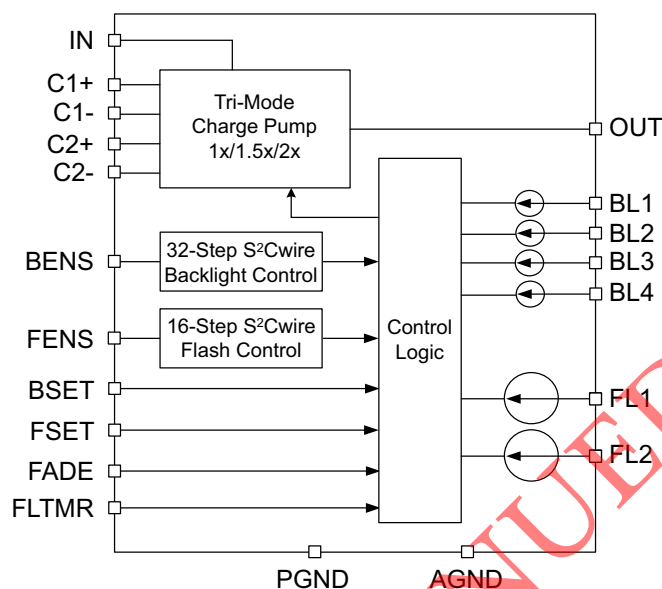 IN
C1+
C1-
C2+
C2-
Tri-Mode
Charge Pump
1x/1.5x/2x
OUT
BL1
BL2
BL3
BL4
BENS
32-Step S²Cwire
Backlight Control
FENS
16-Step S²Cwire
Flash Control
Control
Logic
BSET
FSET
FADE
FLTMR
FL1
FL2
PGND
AGND
NUED